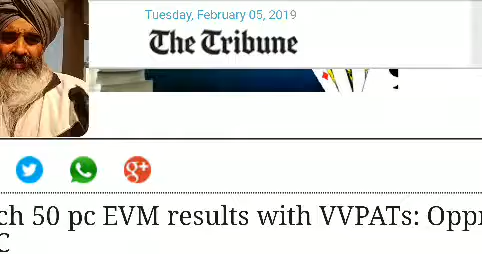 Tuesday, February 05, 2019
The Tribune
ch 50 pc EVM results with VVPATs: Opp
C